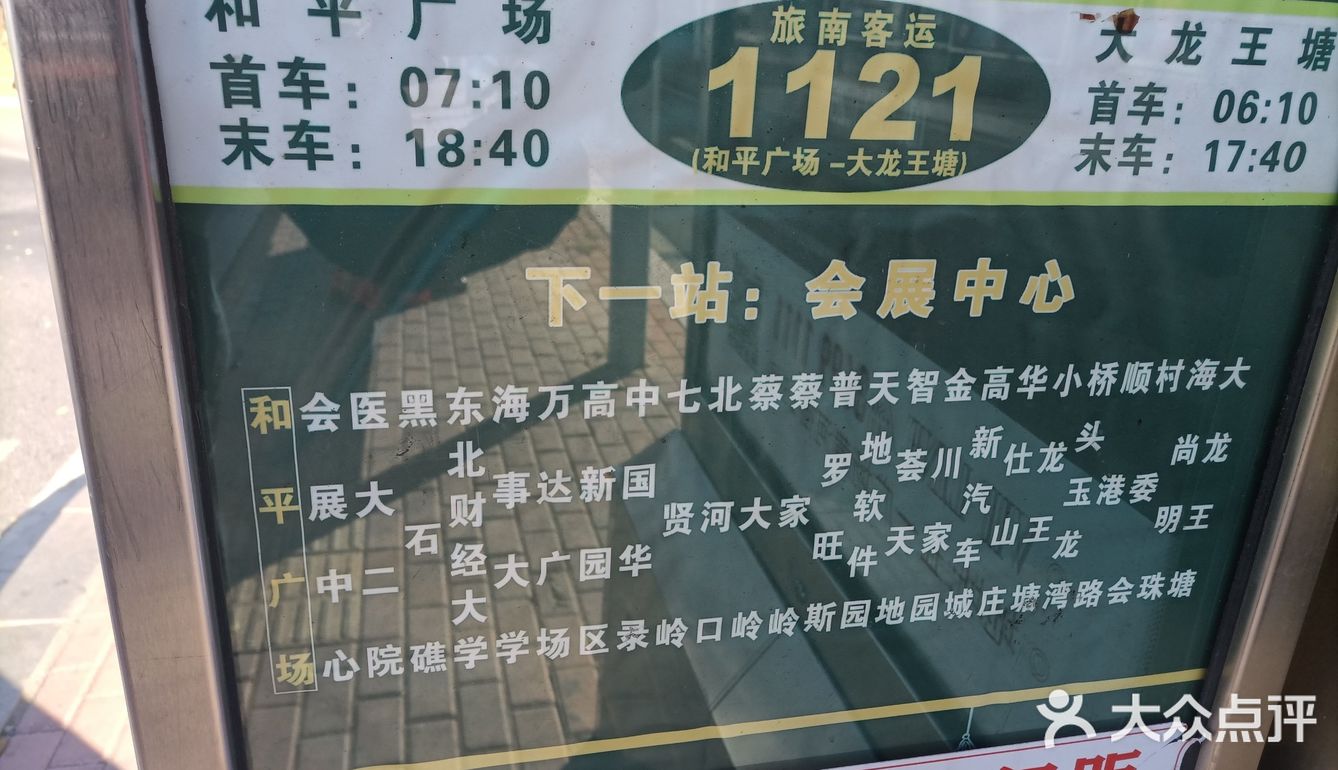 和平广场
首车：07:10
末车：18:40
旅南客运
1121
(和平广场－大龙王塘)
大龙王塘
首车：06:10
末车：17:40
下一站：会展中心
和平广场
会展中心
医大二院
黑石礁
东北财经大学
海事大学
万达广场
高新园区
中国华录
七贤岭
北河口
蔡大岭
蔡家岭
普罗旺斯
天地软件园
智荟天地
金川家园
高新汽车城
华仕山庄
小龙王塘
桥头玉龙湾
顺港路
村委会
海尚明珠
大龙王塘
大众点评